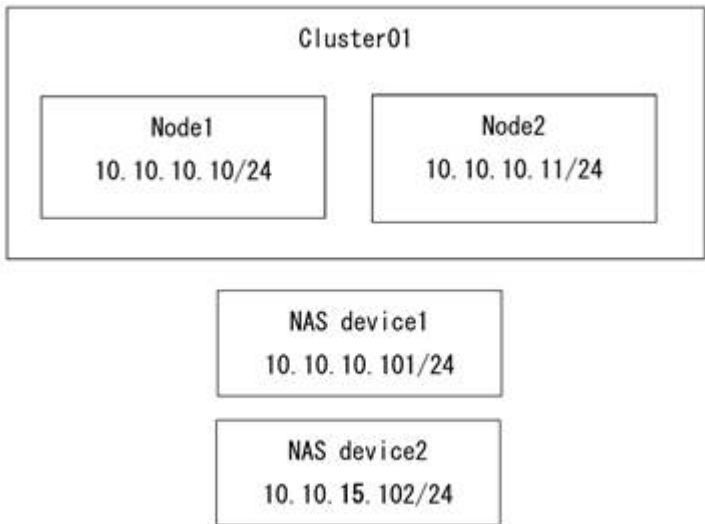 Cluster01
Node1
10.10.10.10/24
Node2
10.10.10.11/24
NAS device1
10.10.10.101/24
NAS device2
10.10.15.102/24